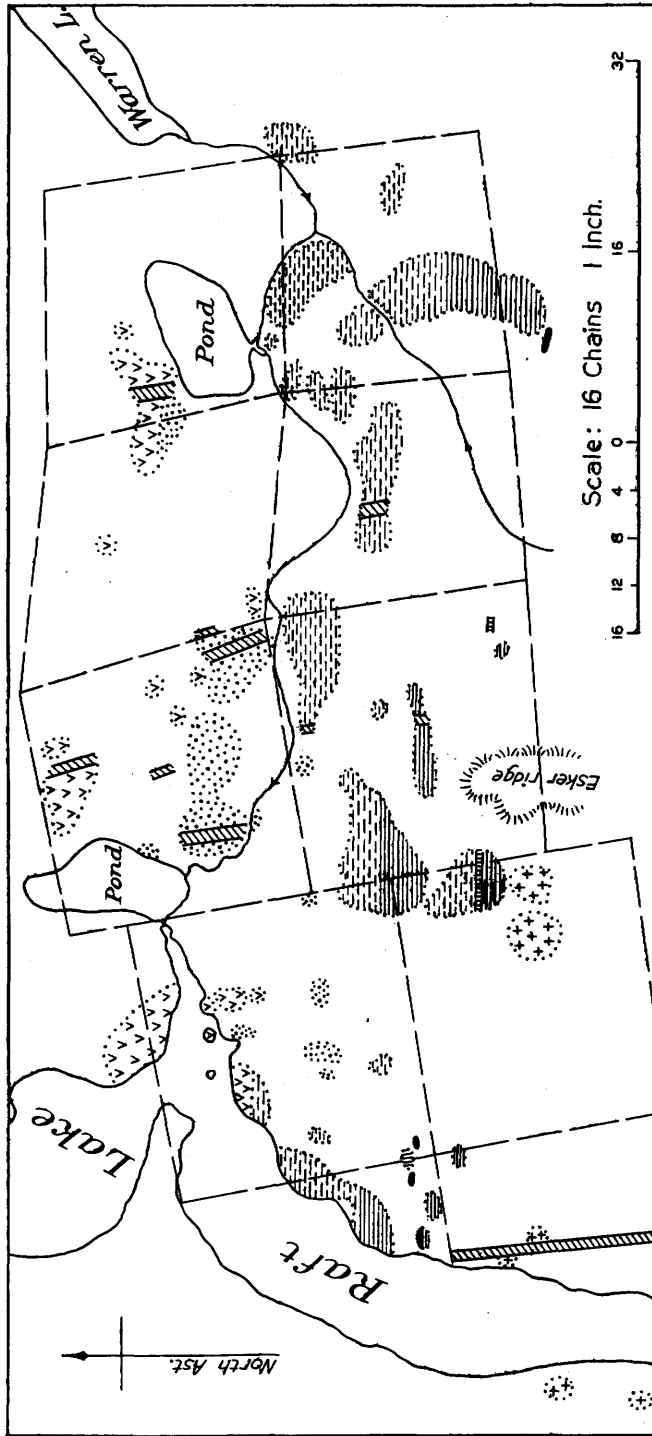 Warren L.
Pond
Pond
Lake
Raft
Esker ridge
North Ast.
Scale: 16 Chains 1 Inch.
16 12 8 4 0 16 32